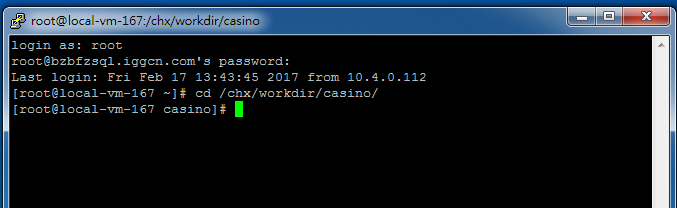 root@local-vm-167:/chx/workdir/casino
login as: root
root@bzbfzsql.iggcn.com's password:
Last login: Fri Feb 17 13:43:45 2017 from 10.4.0.112
[root@local-vm-167 ~]# cd /chx/workdir/casino/
[root@local-vm-167 casino]#